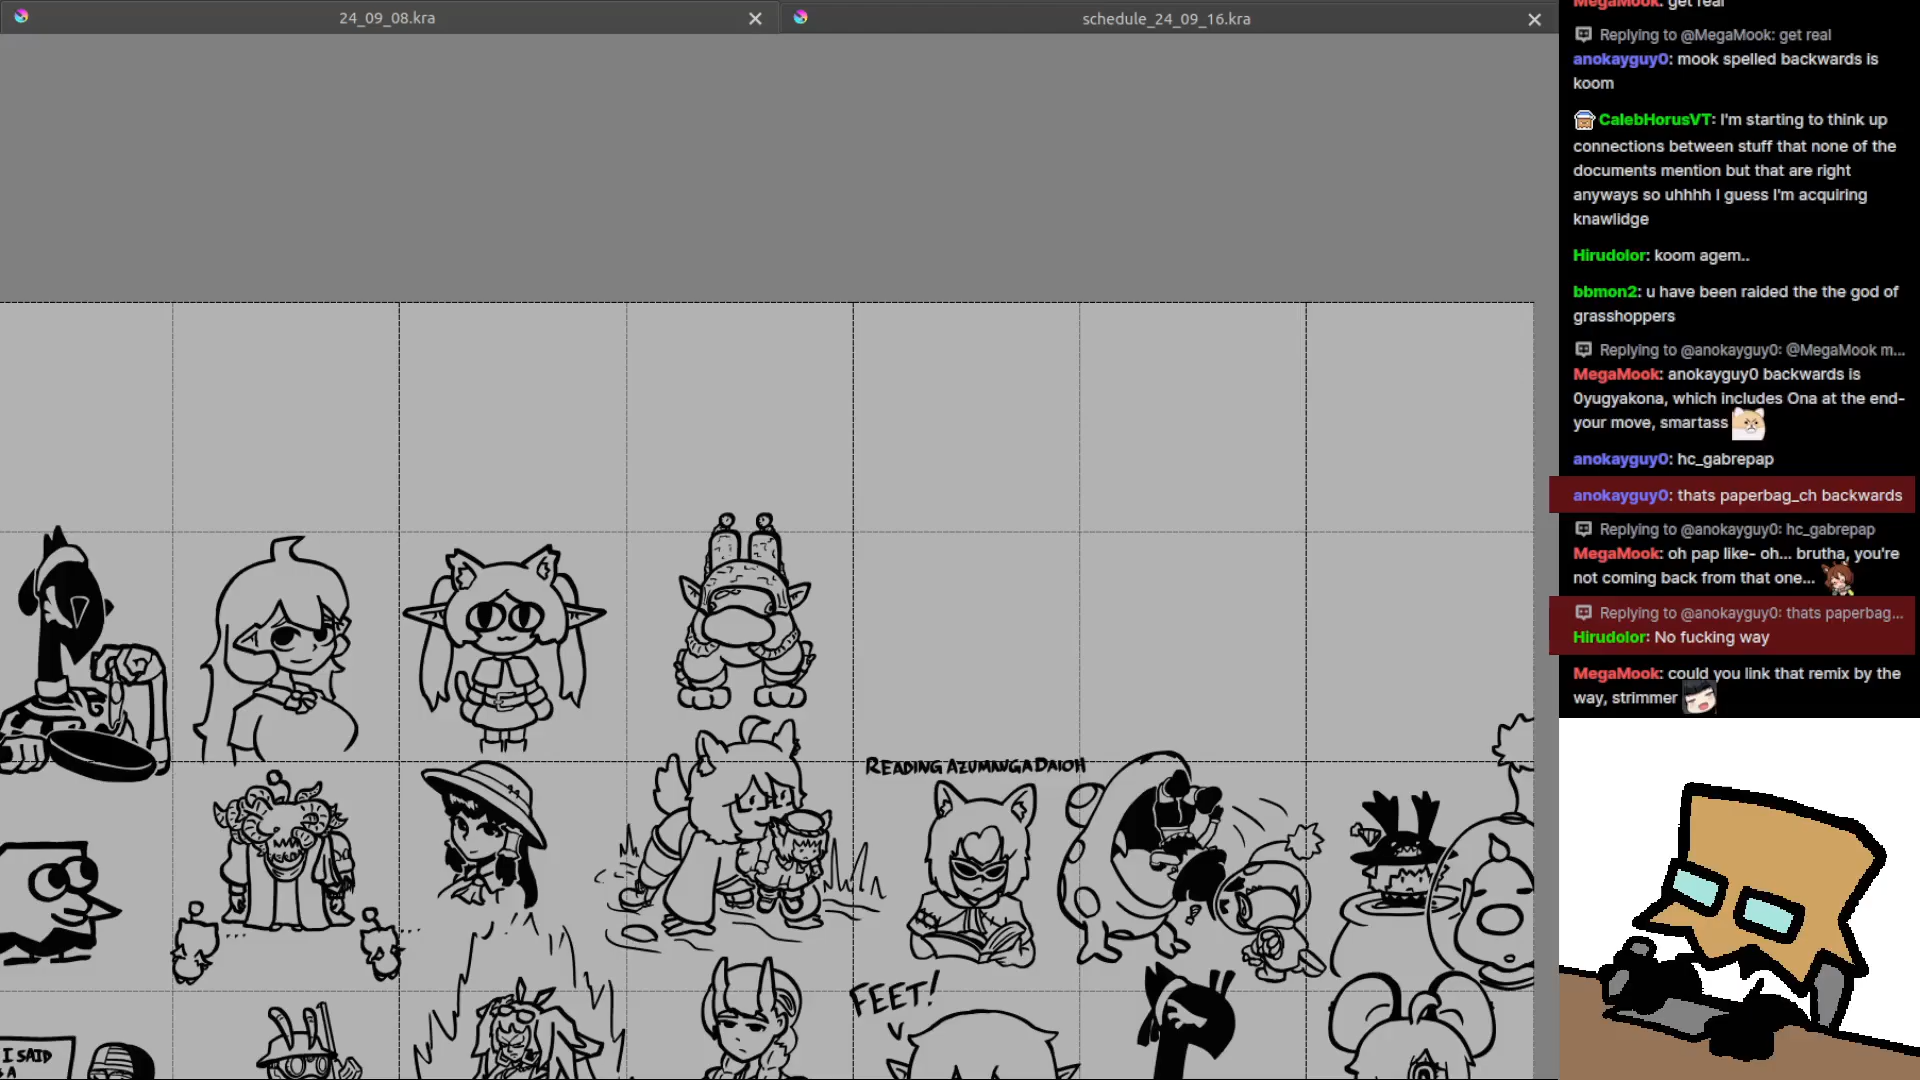 24_09_08.kra
schedule_24_09_16.kra
READING AZUMANGA DAIOH
FEET!
I SAID
A
MegaMook: get real
Replying to @MegaMook: get real
anokayguy0: mook spelled backwards is
koom
CalebHorusVT: I'm starting to think up
connections between stuff that none of the
documents mention but that are right
anyways so uhhhh I guess I'm acquiring
knawlidge
Hirudolor: koom agem..
bbmon2: u have been raided the the god of
grasshoppers
Replying to @anokayguy0: @MegaMook m...
MegaMook: anokayguy0 backwards is
0yugyakona, which includes Ona at the end-
your move, smartass
anokayguy0: hc_gabrepap
anokayguy0: thats paperbag_ch backwards
Replying to @anokayguy0: hc_gabrepap
MegaMook: oh pap like- oh... brutha, you're
not coming back from that one...
Replying to @anokayguy0: thats paperbag...
Hirudolor: No fucking way
MegaMook: could you link that remix by the
way, strimmer